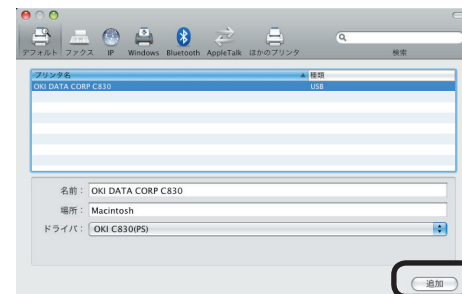 デフォルト ファクス IP Windows Bluetooth AppleTalk ほかのプリンタ 検索
プリンタ名 種類
OKI DATA CORP C830 USB
名前： OKI DATA CORP C830
場所： Macintosh
ドライバ： OKI C830(PS)
追加